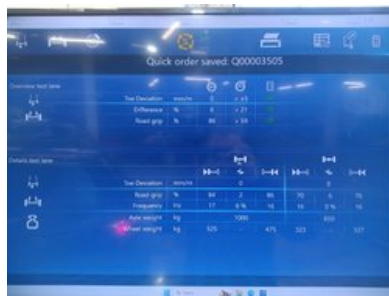 Quick order saved: Q00003505
Overview test lane
Toe Deviation mm/m 0 ± ±5
Difference % 6 < 21
Road grip % 86 > 59
Details test lane
Toe Deviation mm/m 0 0
Road grip % 84 2 86 70 6 76
Frequency Hz 17 6 % 16 16 0 % 16
Axle weight kg 1000 650
Wheel weight kg 525 475 323 327